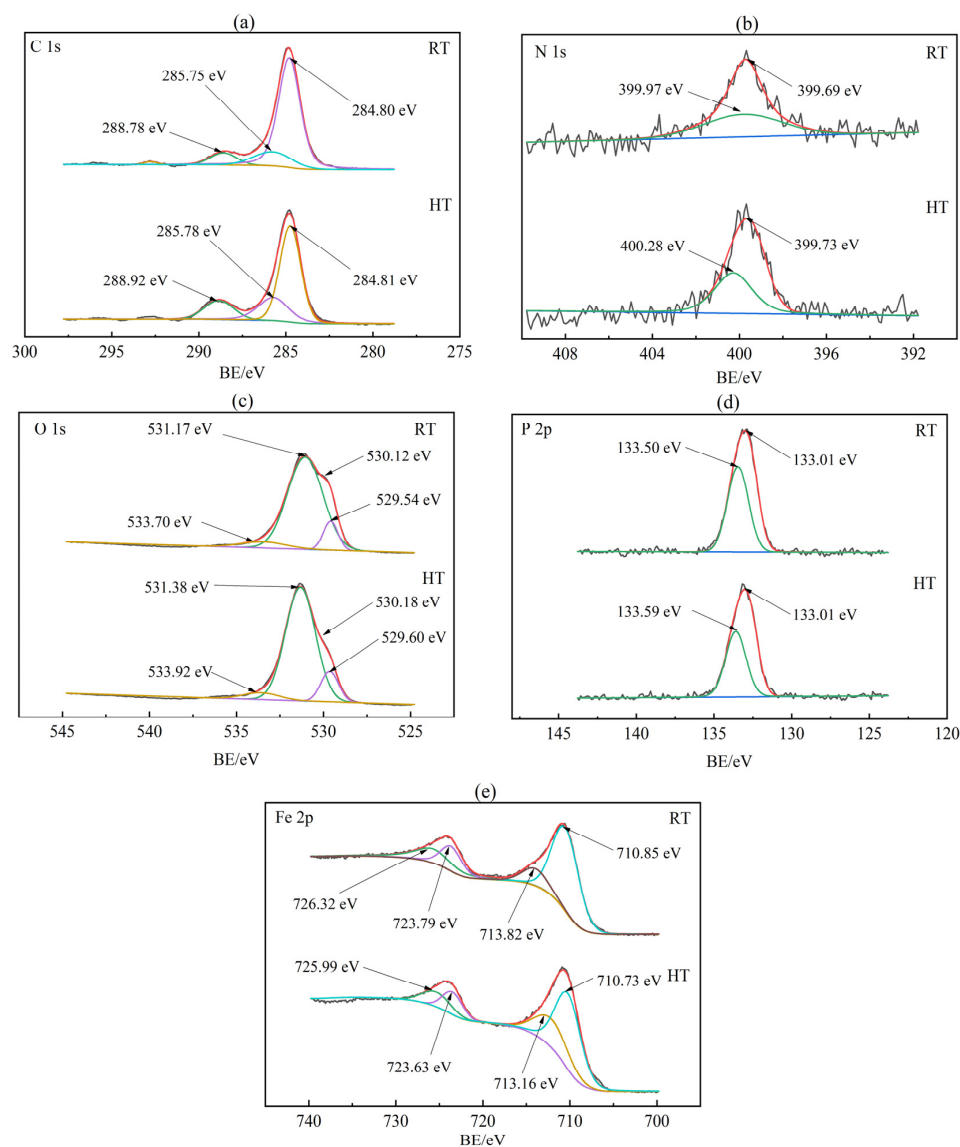 (a)
C 1s
RT
285.75 eV
284.80 eV
288.78 eV
HT
285.78 eV
284.81 eV
288.92 eV
300 295 290 285 280 275
BE/eV
(b)
N 1s
RT
399.97 eV
399.69 eV
HT
400.28 eV
399.73 eV
408 404 400 396 392
BE/eV
(c)
O 1s
RT
531.17 eV
530.12 eV
529.54 eV
533.70 eV
HT
531.38 eV
530.18 eV
529.60 eV
533.92 eV
545 540 535 530 525
BE/eV
(d)
P 2p
RT
133.50 eV
133.01 eV
HT
133.59 eV
133.01 eV
145 140 135 130 125 120
BE/eV
(e)
Fe 2p
RT
710.85 eV
726.32 eV
723.79 eV
713.82 eV
HT
725.99 eV
710.73 eV
723.63 eV
713.16 eV
740 730 720 710 700
BE/eV